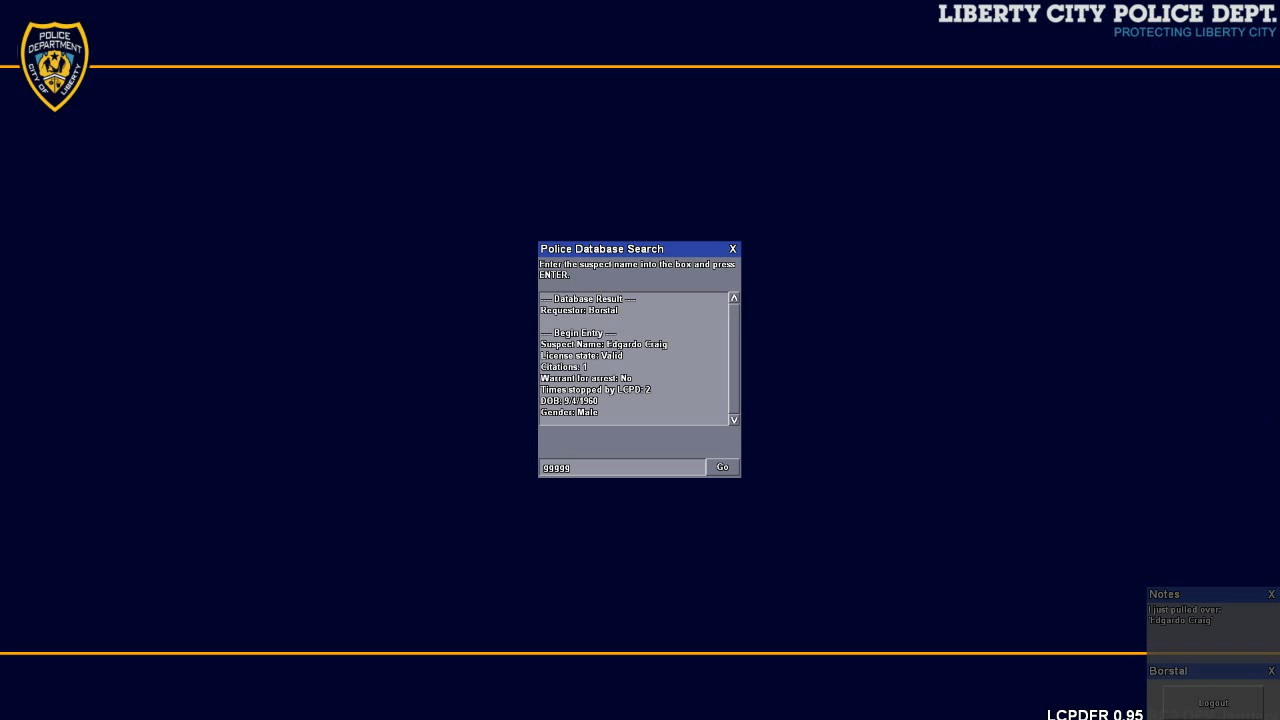 LIBERTY CITY POLICE DEPT.
PROTECTING LIBERTY CITY
POLICE
DEPARTMENT
CITY OF LIBERTY
Police Database Search X
Enter the suspect name into the box and press
ENTER.
--- Database Result ---
Requestor: Borstal
--- Begin Entry ---
Suspect Name: Edgardo Craig
License state: Valid
Citations: 1
Warrant for arrest: No
Times stopped by LCPD: 2
DOB: 9/4/1960
Gender: Male
ggggg Go
Notes X
I just pulled over:
'Edgardo Craig'
Borstal X
Logout
LCPDFR 0.95